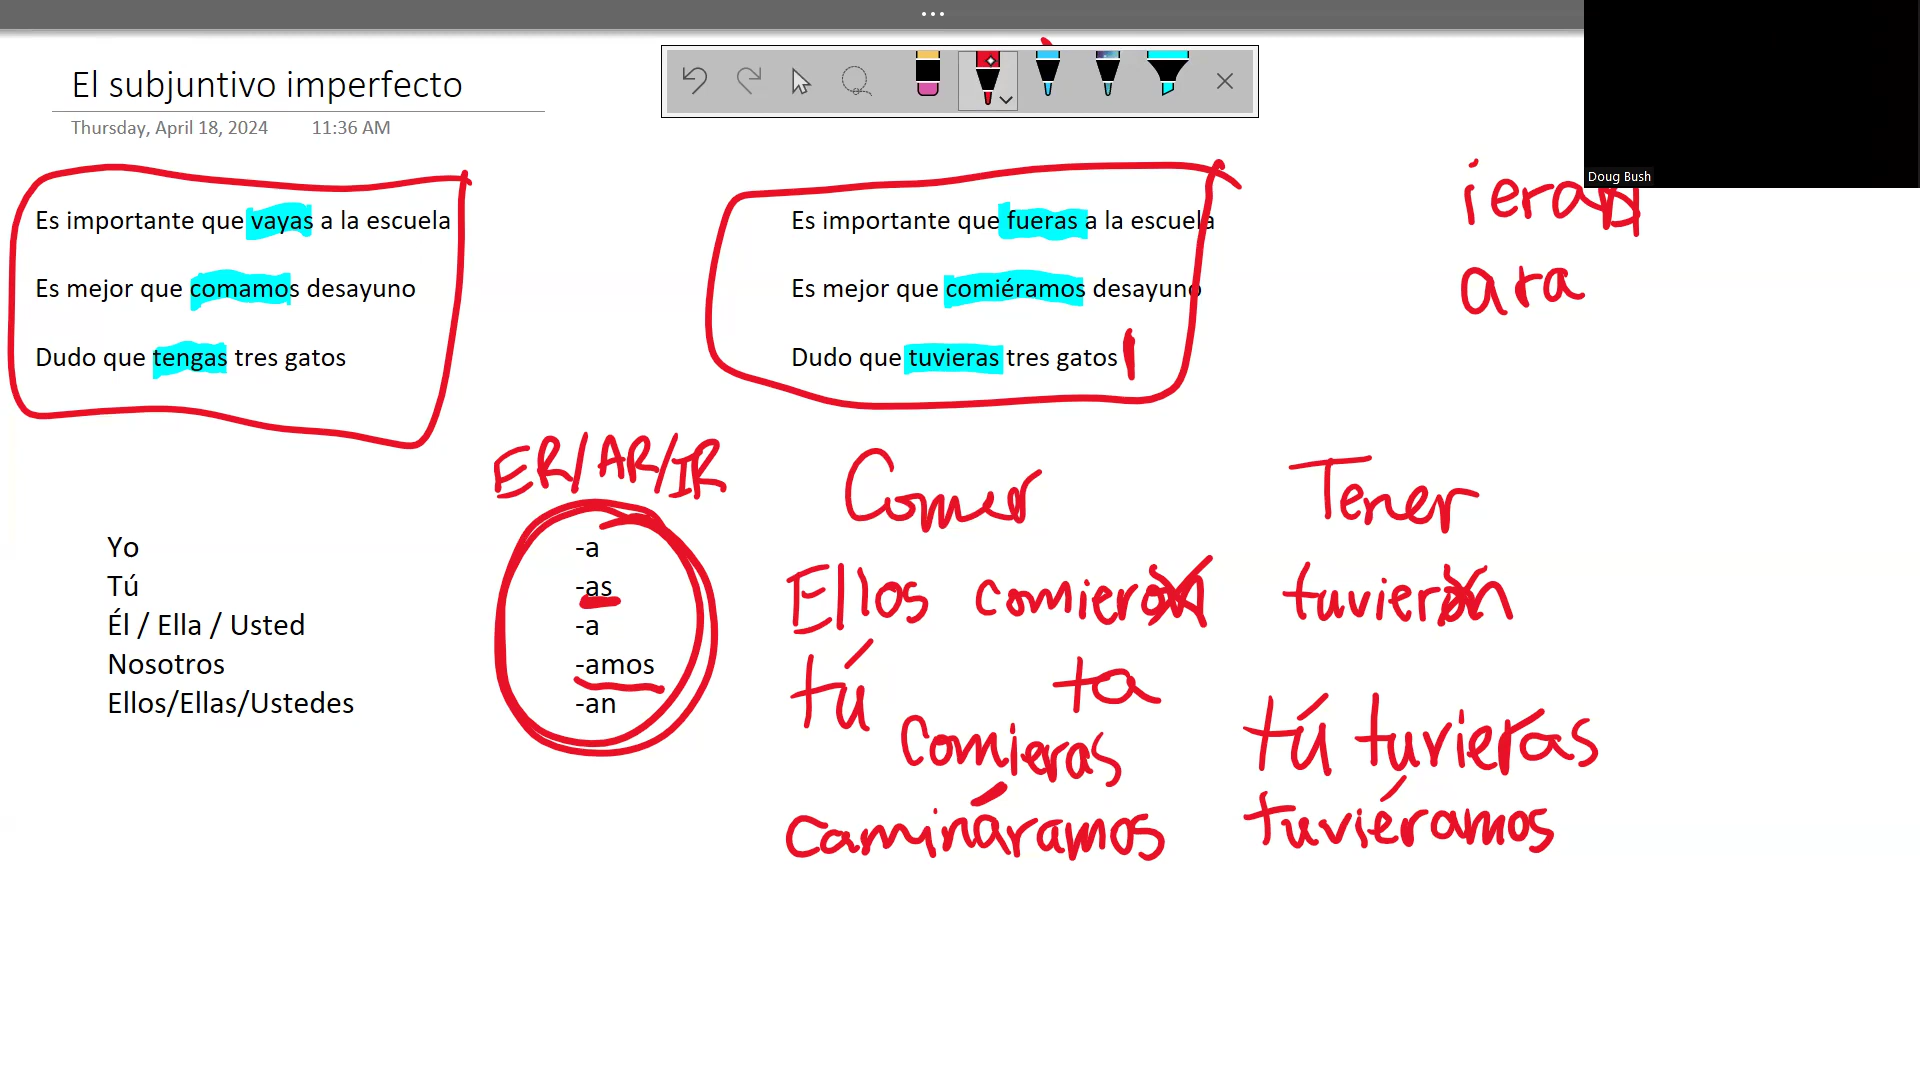 El subjuntivo imperfecto
Thursday, April 18, 2024 11:36 AM
Doug Bush
Es importante que vayas a la escuela
Es mejor que comamos desayuno
Dudo que tengas tres gatos
Es importante que fueras a la escuela
Es mejor que comiéramos desayuno
Dudo que tuvieras tres gatos
iera
ara
ER/AR/IR
Yo -a
Tú -as
Él / Ella / Usted -a
Nosotros -amos
Ellos/Ellas/Ustedes -an
Comer
Ellos comieron
tú ta
comieras
camináramos
Tener
tuvieron
tú tuvieras
tuviéramos